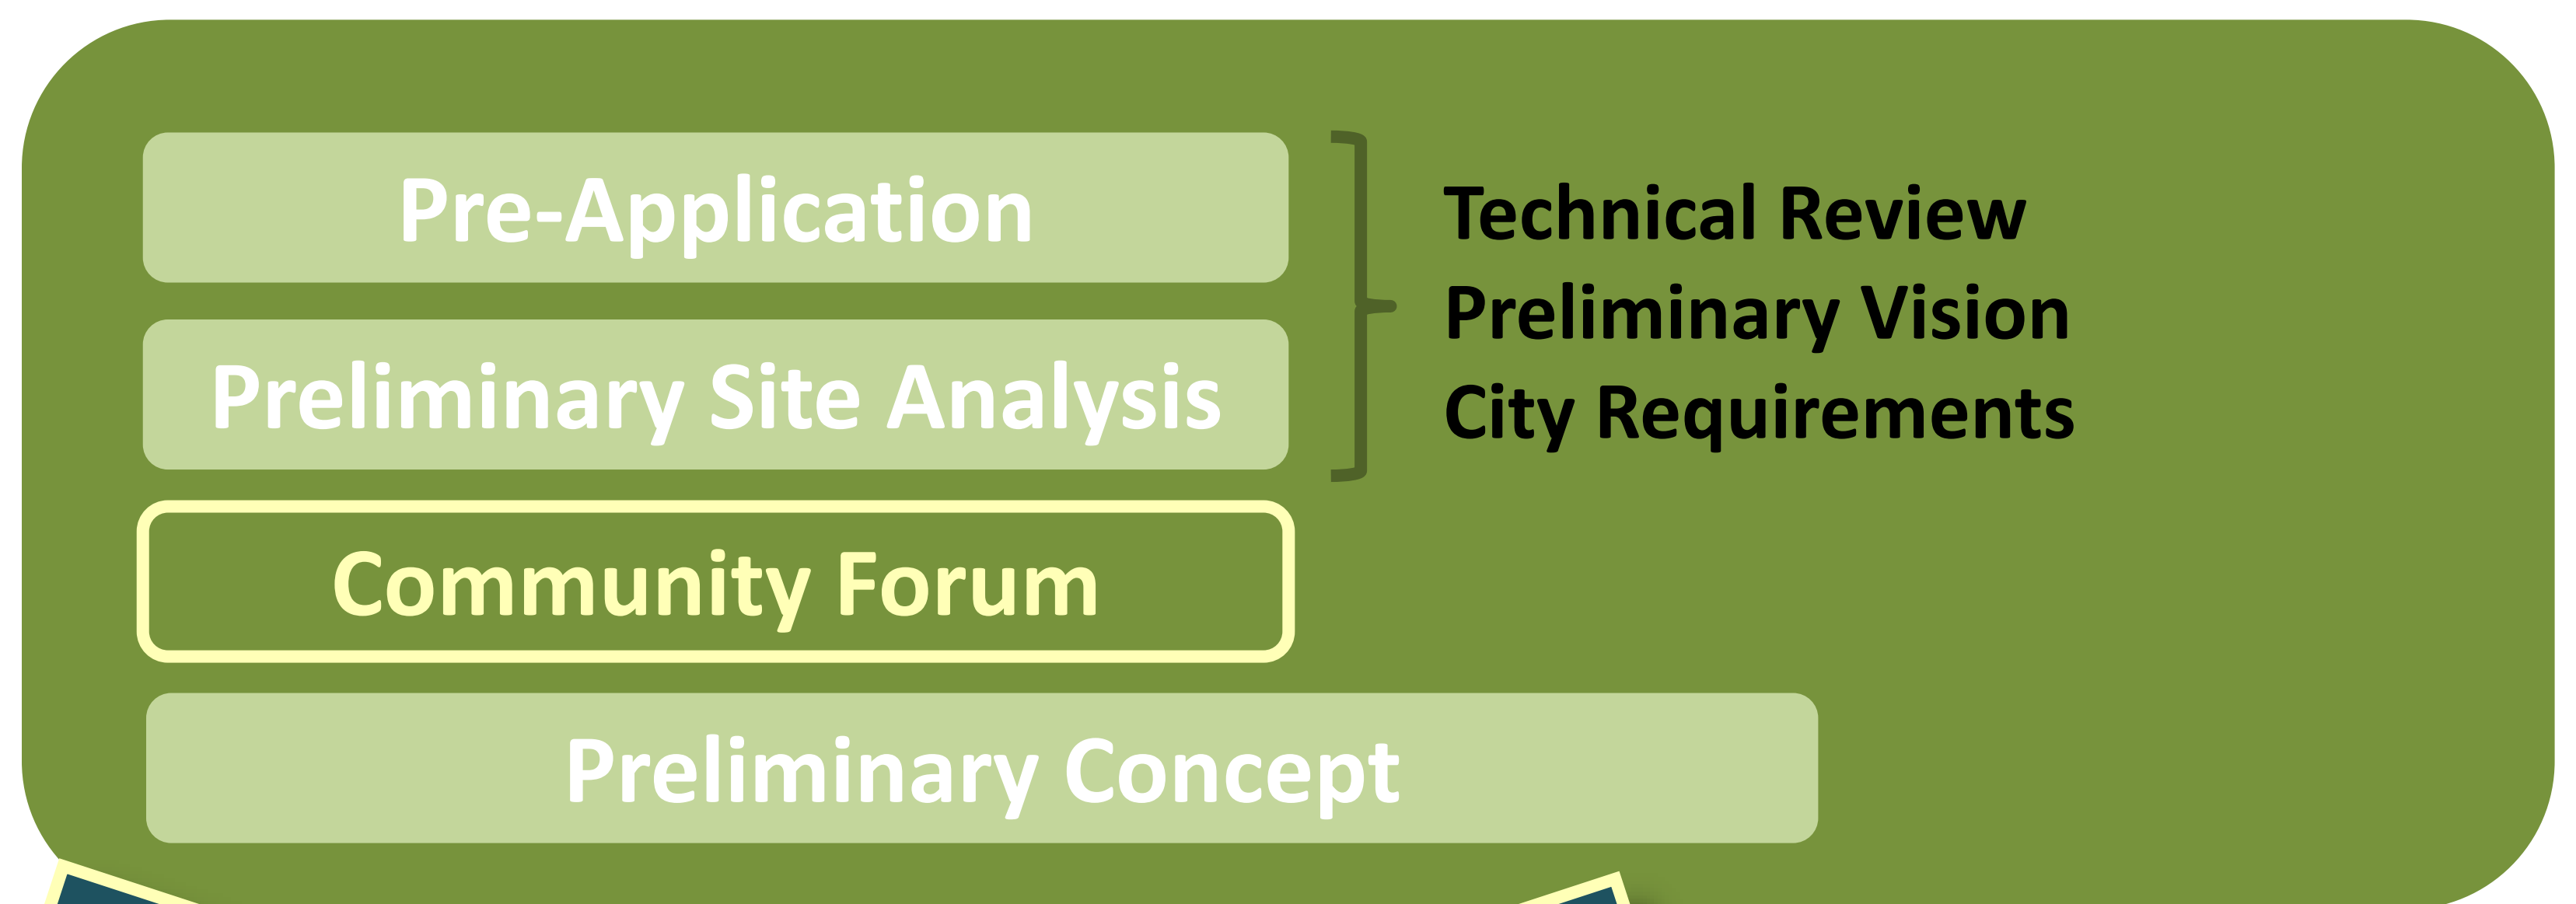 Pre-Application
Preliminary Site Analysis
Technical Review
Preliminary Vision
City Requirements
Community Forum
Preliminary Concept